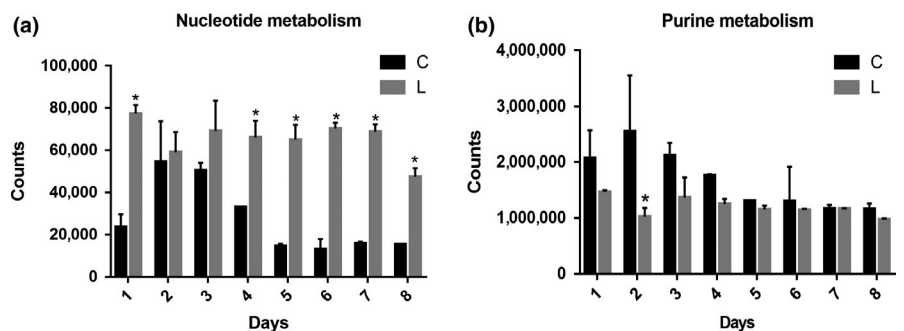 (a)
Nucleotide metabolism
C
L
100,000
80,000
60,000
40,000
20,000
0
Counts
* * * * * *
1 2 3 4 5 6 7 8
Days
(b)
Purine metabolism
C
L
4,000,000
3,000,000
2,000,000
1,000,000
0
Counts
*
1 2 3 4 5 6 7 8
Days